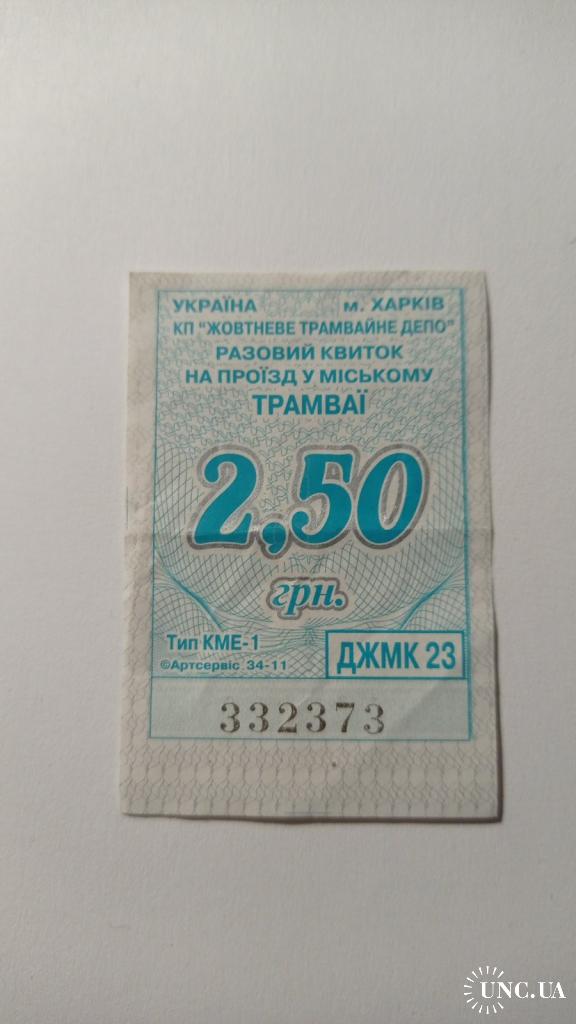 УКРАЇНА м. ХАРКІВ
КП "ЖОВТНЕВЕ ТРАМВАЙНЕ ДЕПО"
РАЗОВИЙ КВИТОК
НА ПРОЇЗД У МІСЬКОМУ
ТРАМВАЇ
2,50
грн.
Тип КМЕ-1
©Артсервіс 34-11
ДЖМК 23
332373
UNC.UA